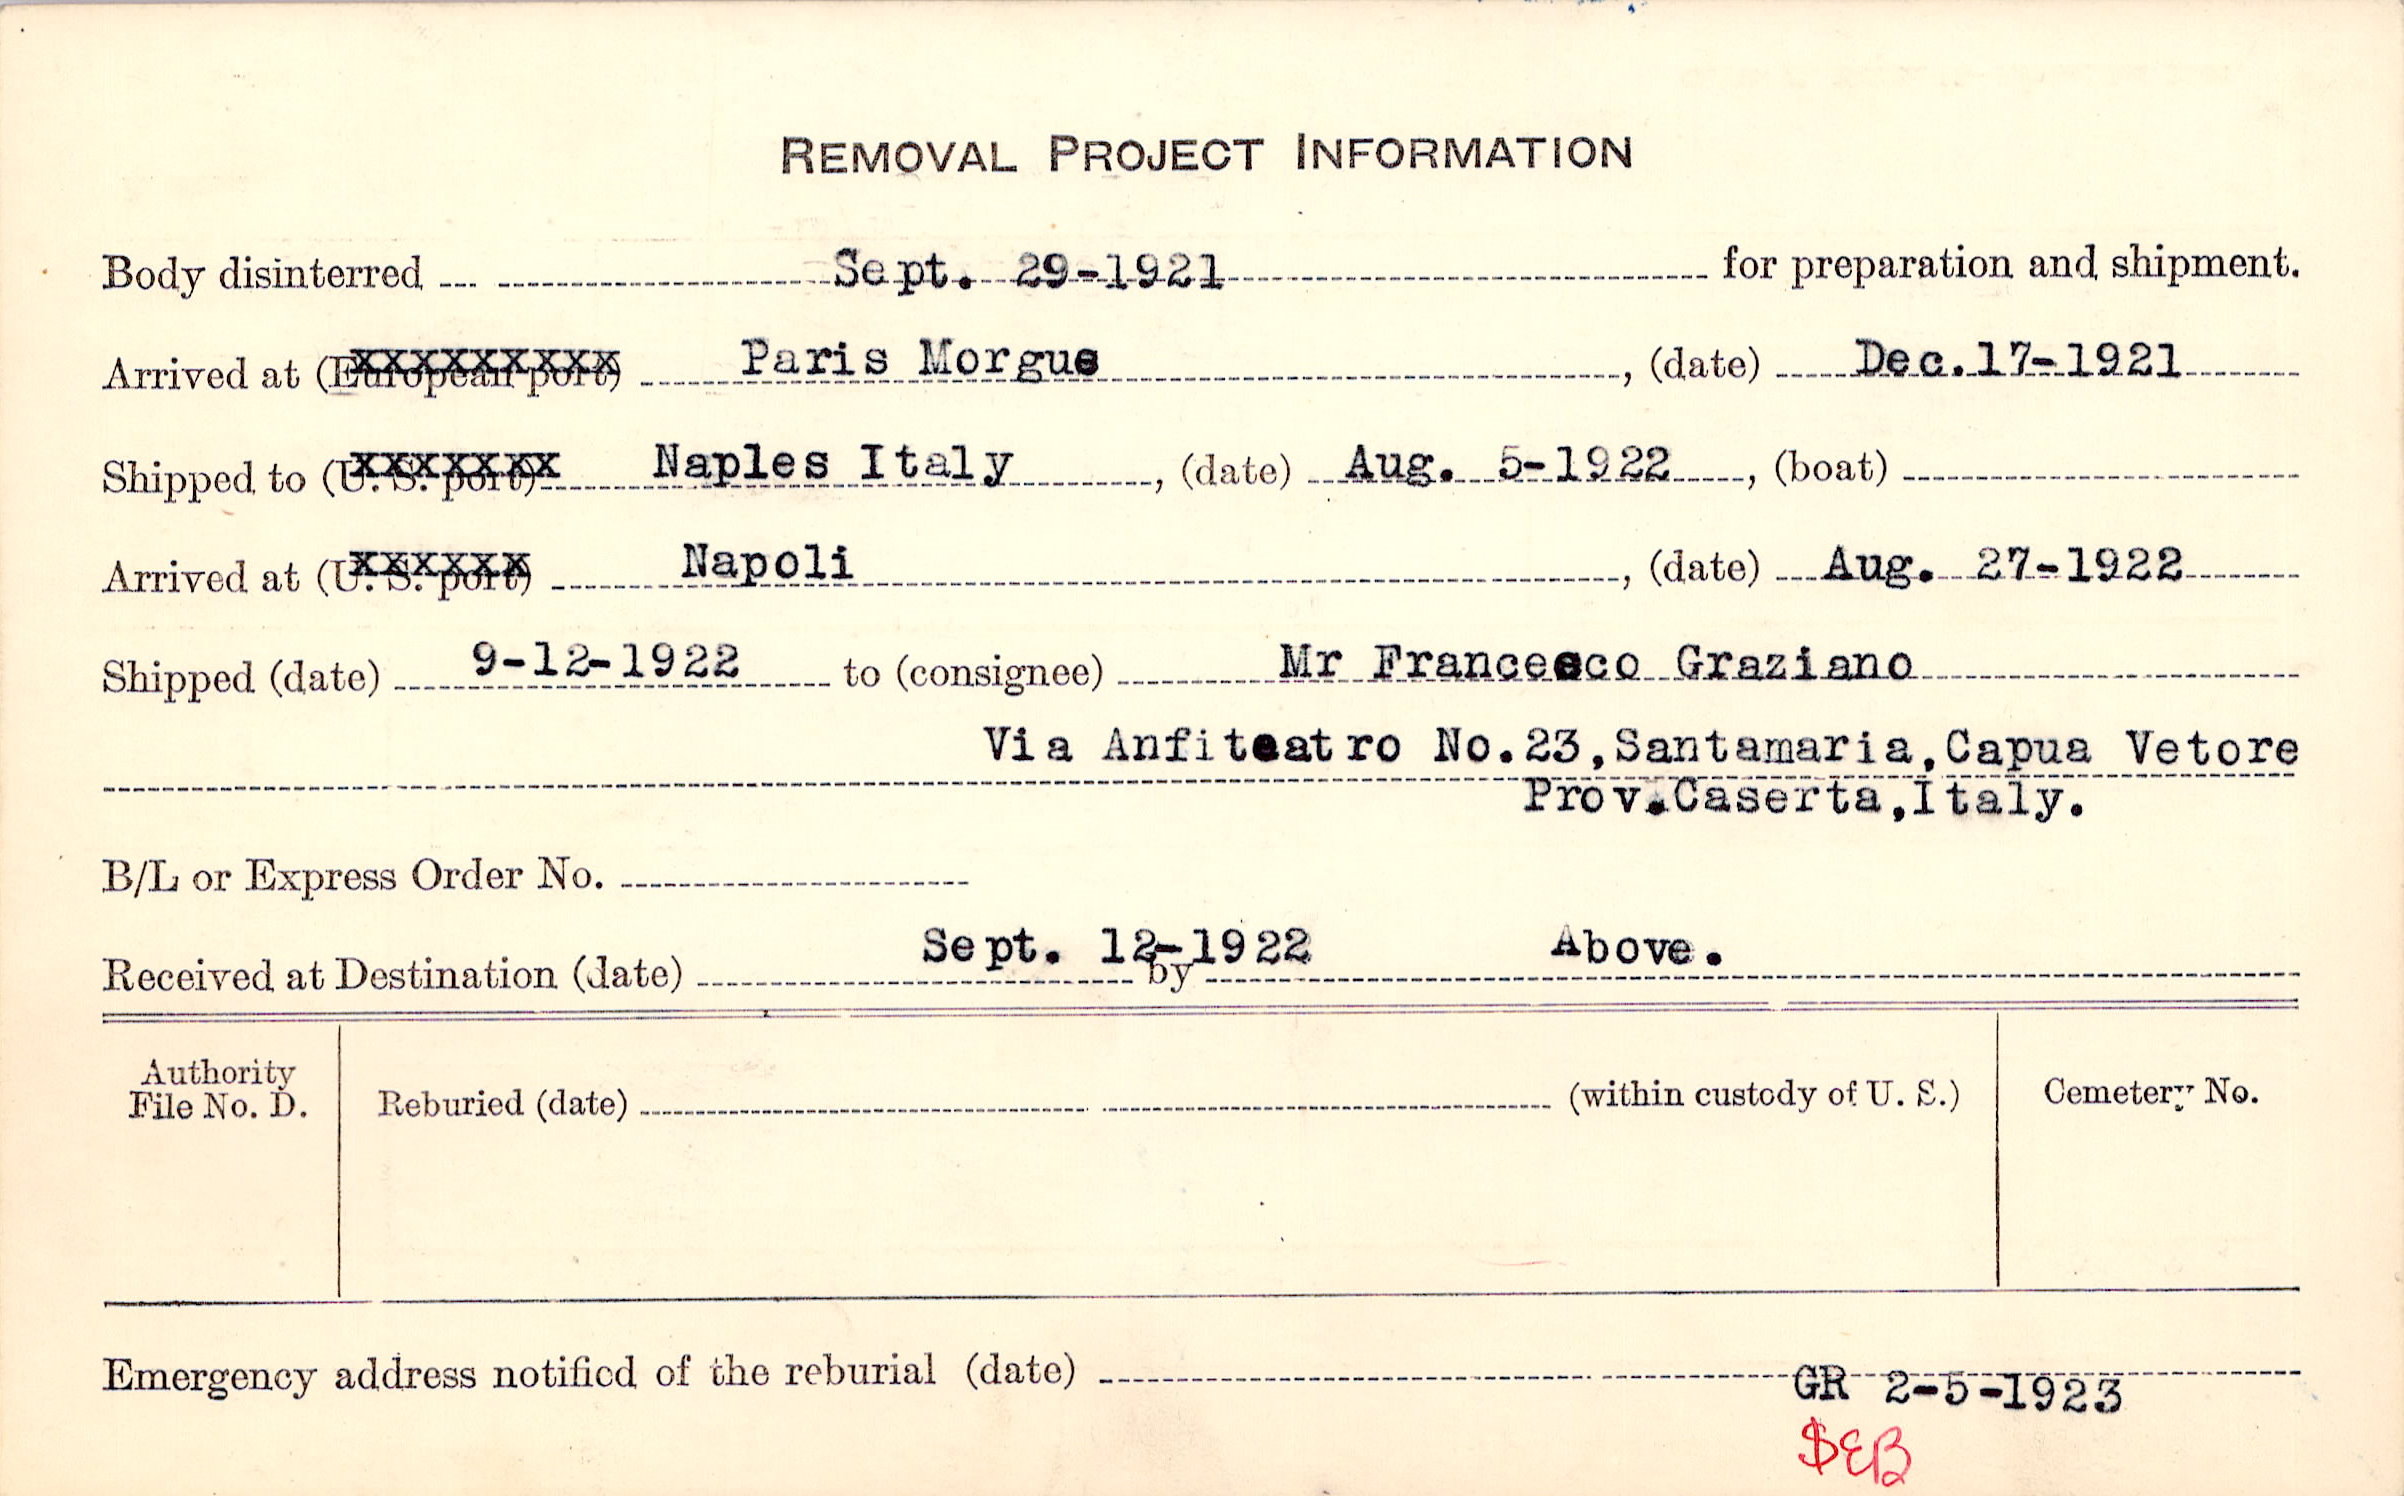 REMOVAL PROJECT INFORMATION
Body disinterred Sept. 29-1921 for preparation and shipment.
Arrived at (European port) Paris Morgue, (date) Dec.17-1921
Shipped to (U. S. port) Naples Italy, (date) Aug. 5-1922, (boat)
Arrived at (U. S. port) Napoli, (date) Aug. 27-1922
Shipped (date) 9-12-1922 to (consignee) Mr Francesco Graziano
Via Anfiteatro No.23,Santamaria,Capua Vetore
Prov.Caserta,Italy.
B/L or Express Order No.
Received at Destination (date) Sept. 12-1922 by Above.
Authority
File No. D.
Reburied (date) (within custody of U. S.)
Cemetery No.
Emergency address notified of the reburial (date)
GR 2-5-1923
SEB